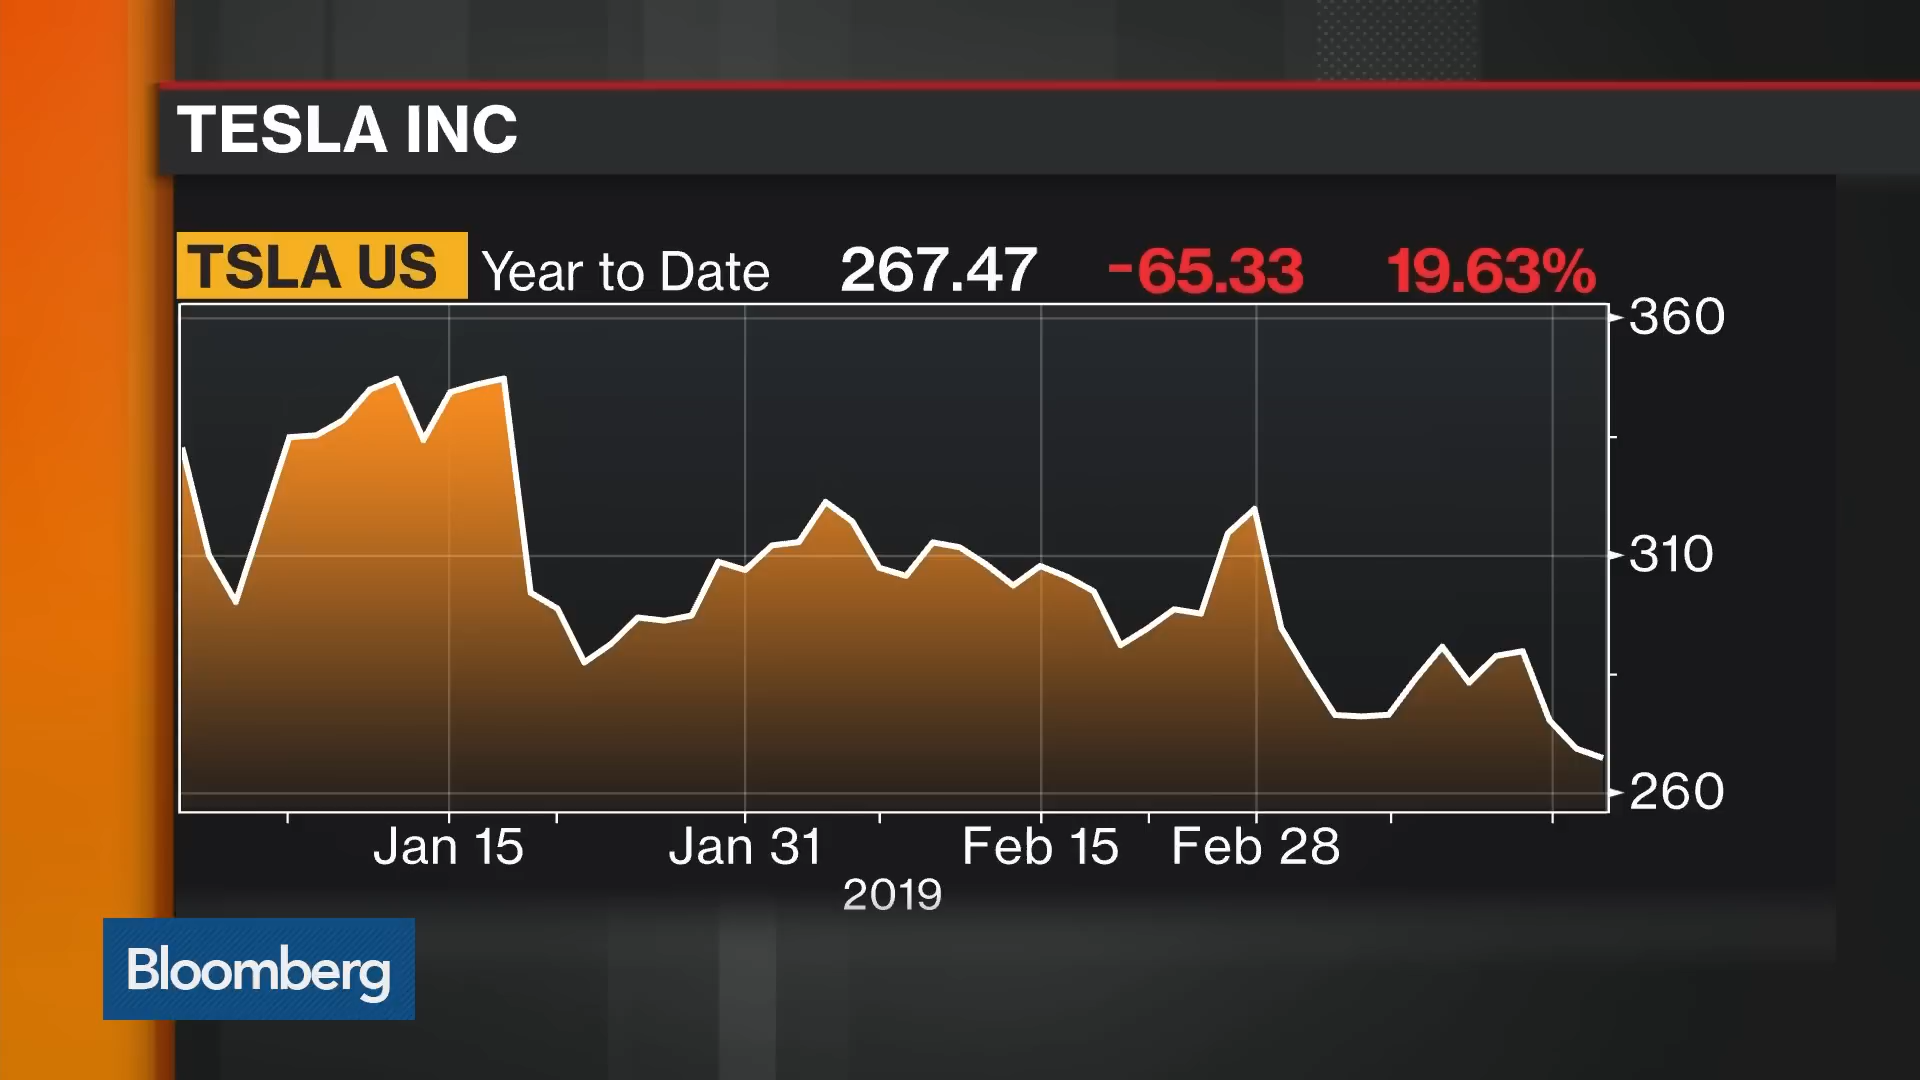 TESLA INC
TSLA US Year to Date 267.47 -65.33 19.63%
360
310
260
Jan 15 Jan 31 Feb 15 Feb 28
2019
Bloomberg